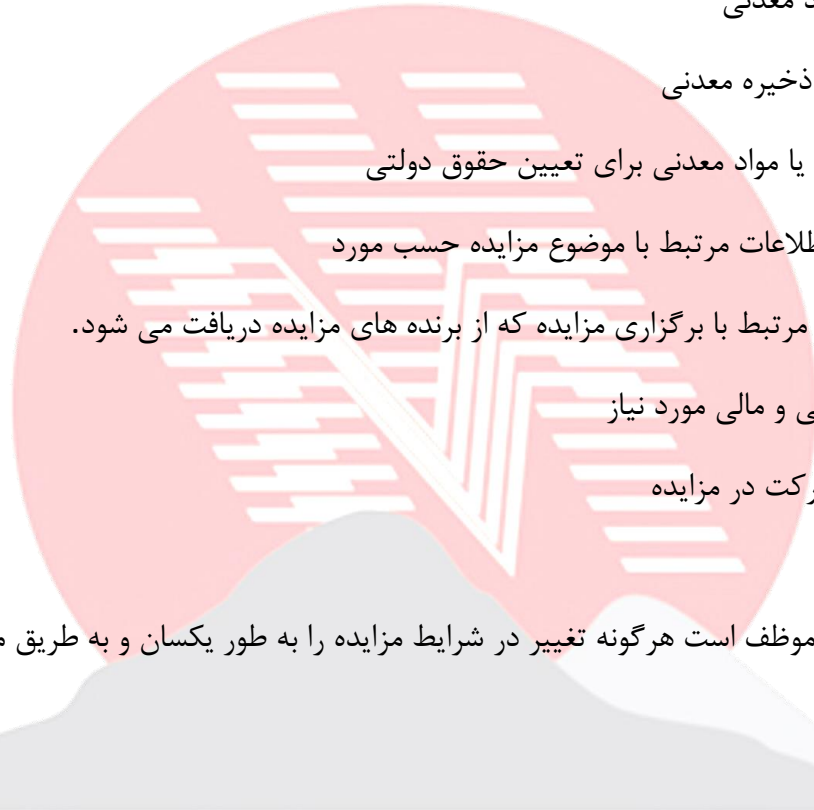 معدنی
ذخیره معدنی
یا مواد معدنی برای تعیین حقوق دولتی
مرتبط با موضوع مزایده حسب مورد
مرتبط با برگزاری مزایده که از برنده های مزایده دریافت می شود.
و مالی مورد نیاز
در مزایده
موظف است هرگونه تغییر در شرایط مزایده را به طور یکسان و به طریق